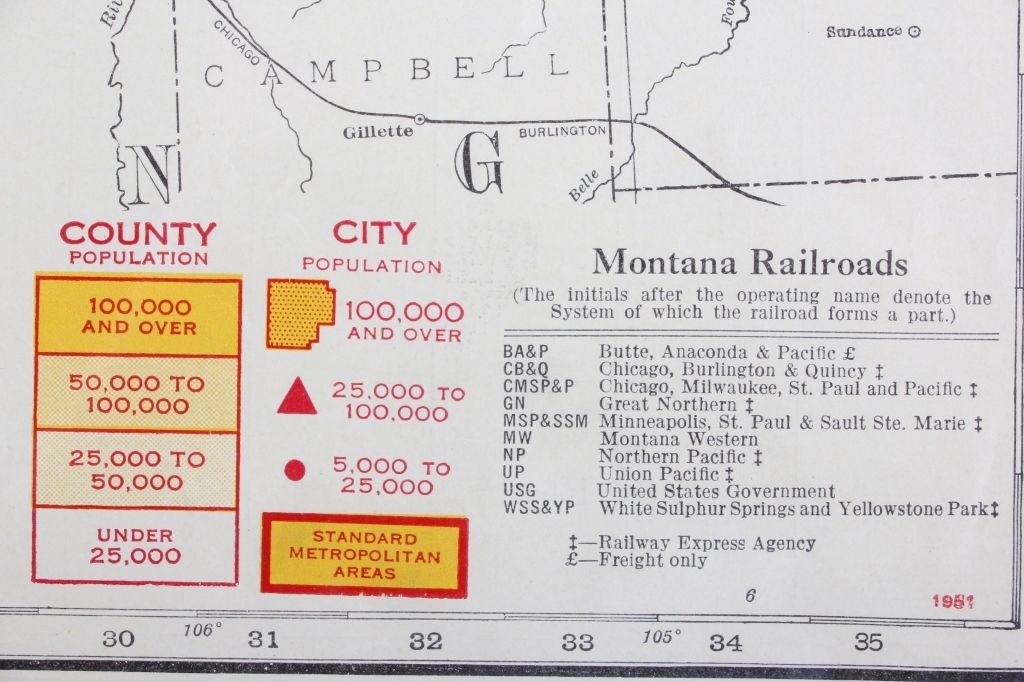 Riv
Fou
Sundance
CHICAGO
CAMPBELL
Gillette
BURLINGTON
N
G
Belle
COUNTY
POPULATION
100,000
AND OVER
50,000 TO
100,000
25,000 TO
50,000
UNDER
25,000
CITY
POPULATION
100,000
AND OVER
25,000 TO
100,000
5,000 TO
25,000
STANDARD
METROPOLITAN
AREAS
Montana Railroads
(The initials after the operating name denote the
System of which the railroad forms a part.)
BA&P Butte, Anaconda & Pacific £
CB&Q Chicago, Burlington & Quincy ‡
CMSP&P Chicago, Milwaukee, St. Paul and Pacific ‡
GN Great Northern ‡
MSP&SSM Minneapolis, St. Paul & Sault Ste. Marie ‡
MW Montana Western
NP Northern Pacific ‡
UP Union Pacific ‡
USG United States Government
WSS&YP White Sulphur Springs and Yellowstone Park‡
‡—Railway Express Agency
£—Freight only
6
30 106° 31 32 33 105° 34 35